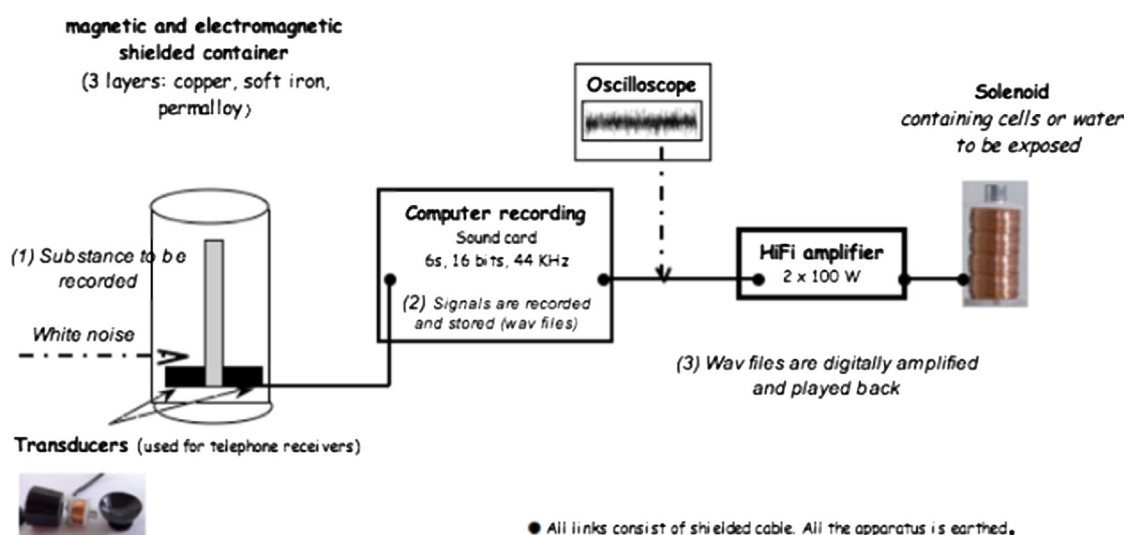 magnetic and electromagnetic
shielded container
(3 layers: copper, soft iron,
permalloy)
Oscilloscope
Solenoid
containing cells or water
to be exposed
(1) Substance to be
recorded
White noise
Computer recording
Sound card
6s, 16 bits, 44 KHz
(2) Signals are recorded
and stored (wav files)
HiFi amplifier
2 x 100 W
(3) Wav files are digitally amplified
and played back
Transducers (used for telephone receivers)
All links consist of shielded cable. All the apparatus is earthed.